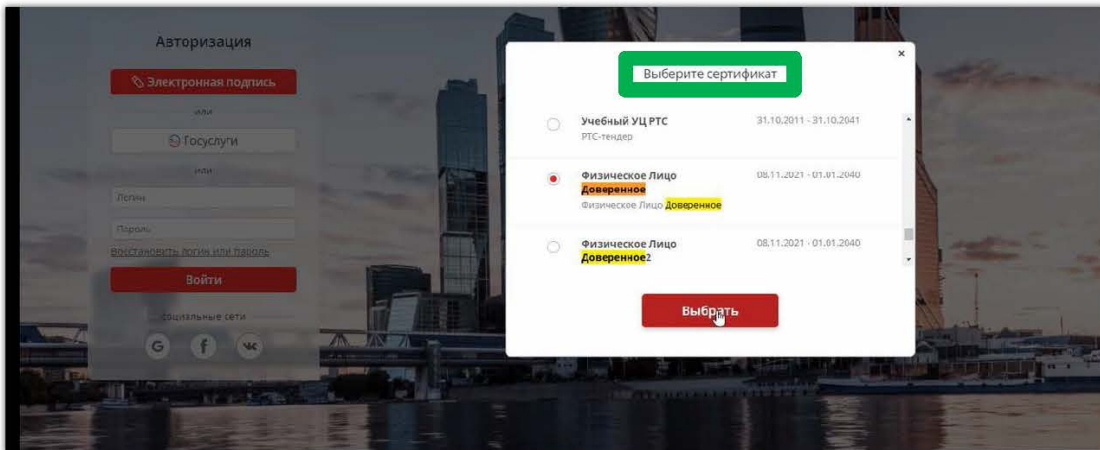 Авторизация
Электронная подпись
или
Госуслуги
или
Логин
Пароль
Восстановить логин или пароль
Войти
социальные сети
G f
Выберите сертификат
×
Учебный УЦ РТС 31.10.2011 - 31.10.2041
РТС-тендер
Физическое Лицо 08.11.2021 - 01.01.2040
Доверенное
Физическое Лицо Доверенное
Физическое Лицо 08.11.2021 - 01.01.2040
Доверенное2
Выбрать